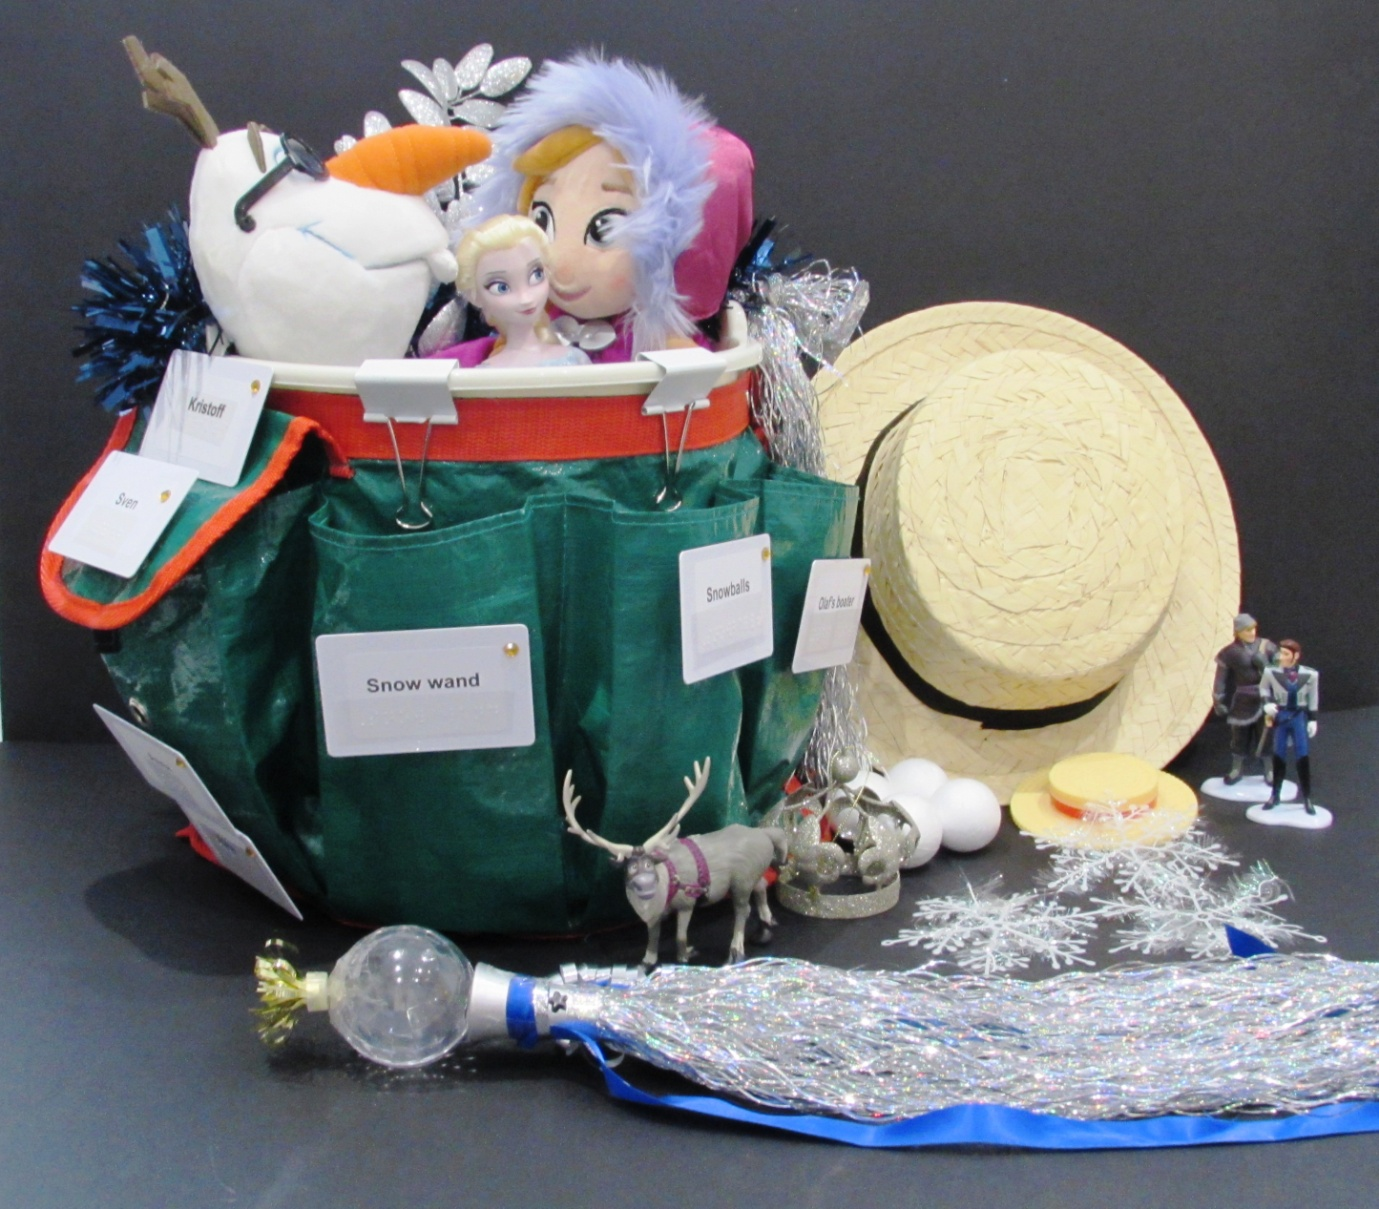 Kristoff
Sven
Snow wand
Snowballs
Olaf's boater